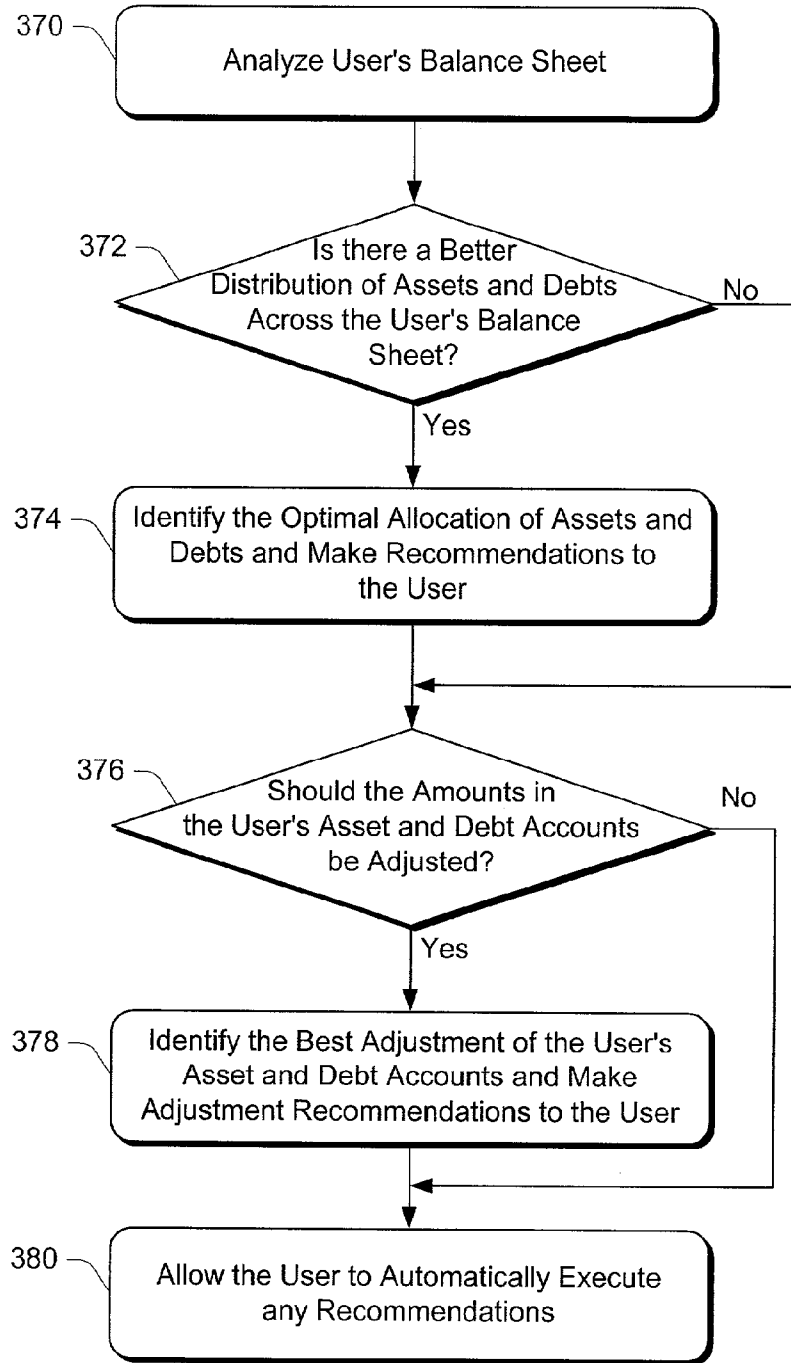 370
Analyze User's Balance Sheet
372
Is there a Better
Distribution of Assets and Debts
Across the User's Balance
Sheet?
No
Yes
374
Identify the Optimal Allocation of Assets and
Debts and Make Recommendations to
the User
376
Should the Amounts in
the User's Asset and Debt Accounts
be Adjusted?
No
Yes
378
Identify the Best Adjustment of the User's
Asset and Debt Accounts and Make
Adjustment Recommendations to the User
380
Allow the User to Automatically Execute
any Recommendations